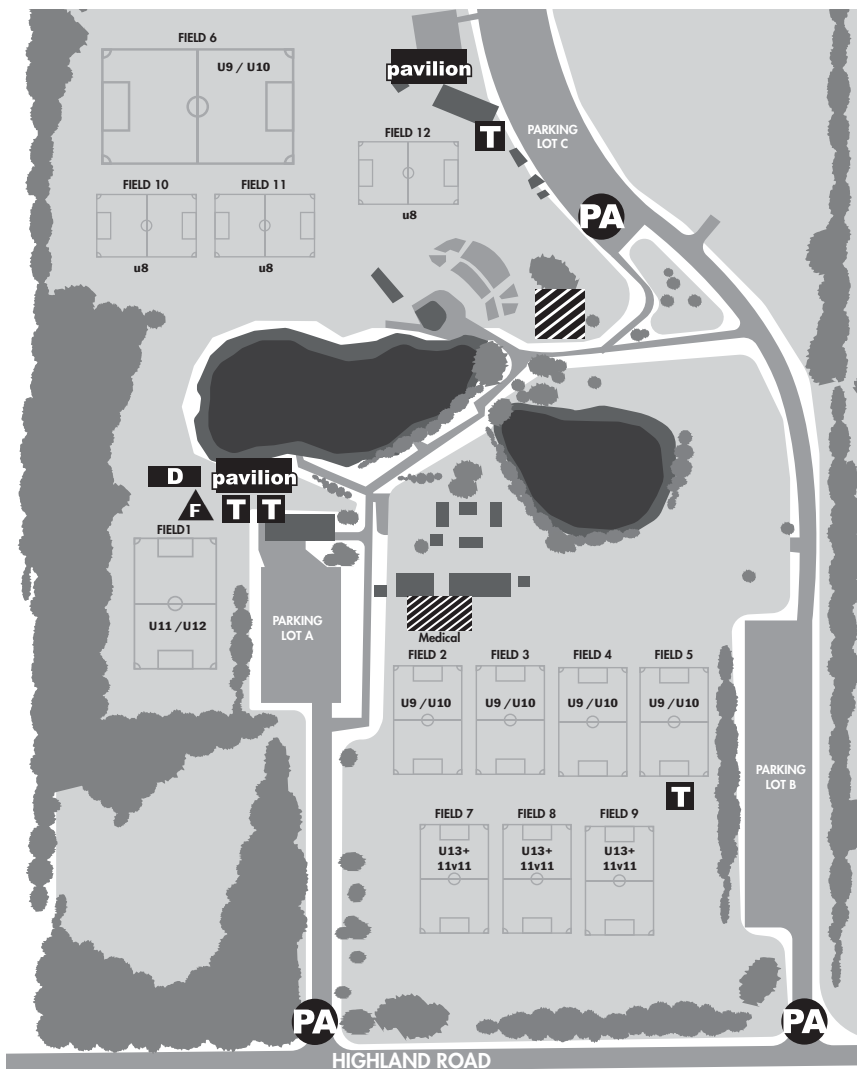 FIELD 6
U9 / U10
pavilion
T
PARKING
LOT C
FIELD 12
u8
PA
FIELD 10
u8
FIELD 11
u8
D
pavilion
F
T
T
FIELD1
U11 /U12
PARKING
LOT A
Medical
FIELD 2
U9 /U10
FIELD 3
U9 /U10
FIELD 4
U9 /U10
FIELD 5
U9 /U10
T
PARKING
LOT B
FIELD 7
U13+
11v11
FIELD 8
U13+
11v11
FIELD 9
U13+
11v11
PA
PA
HIGHLAND ROAD